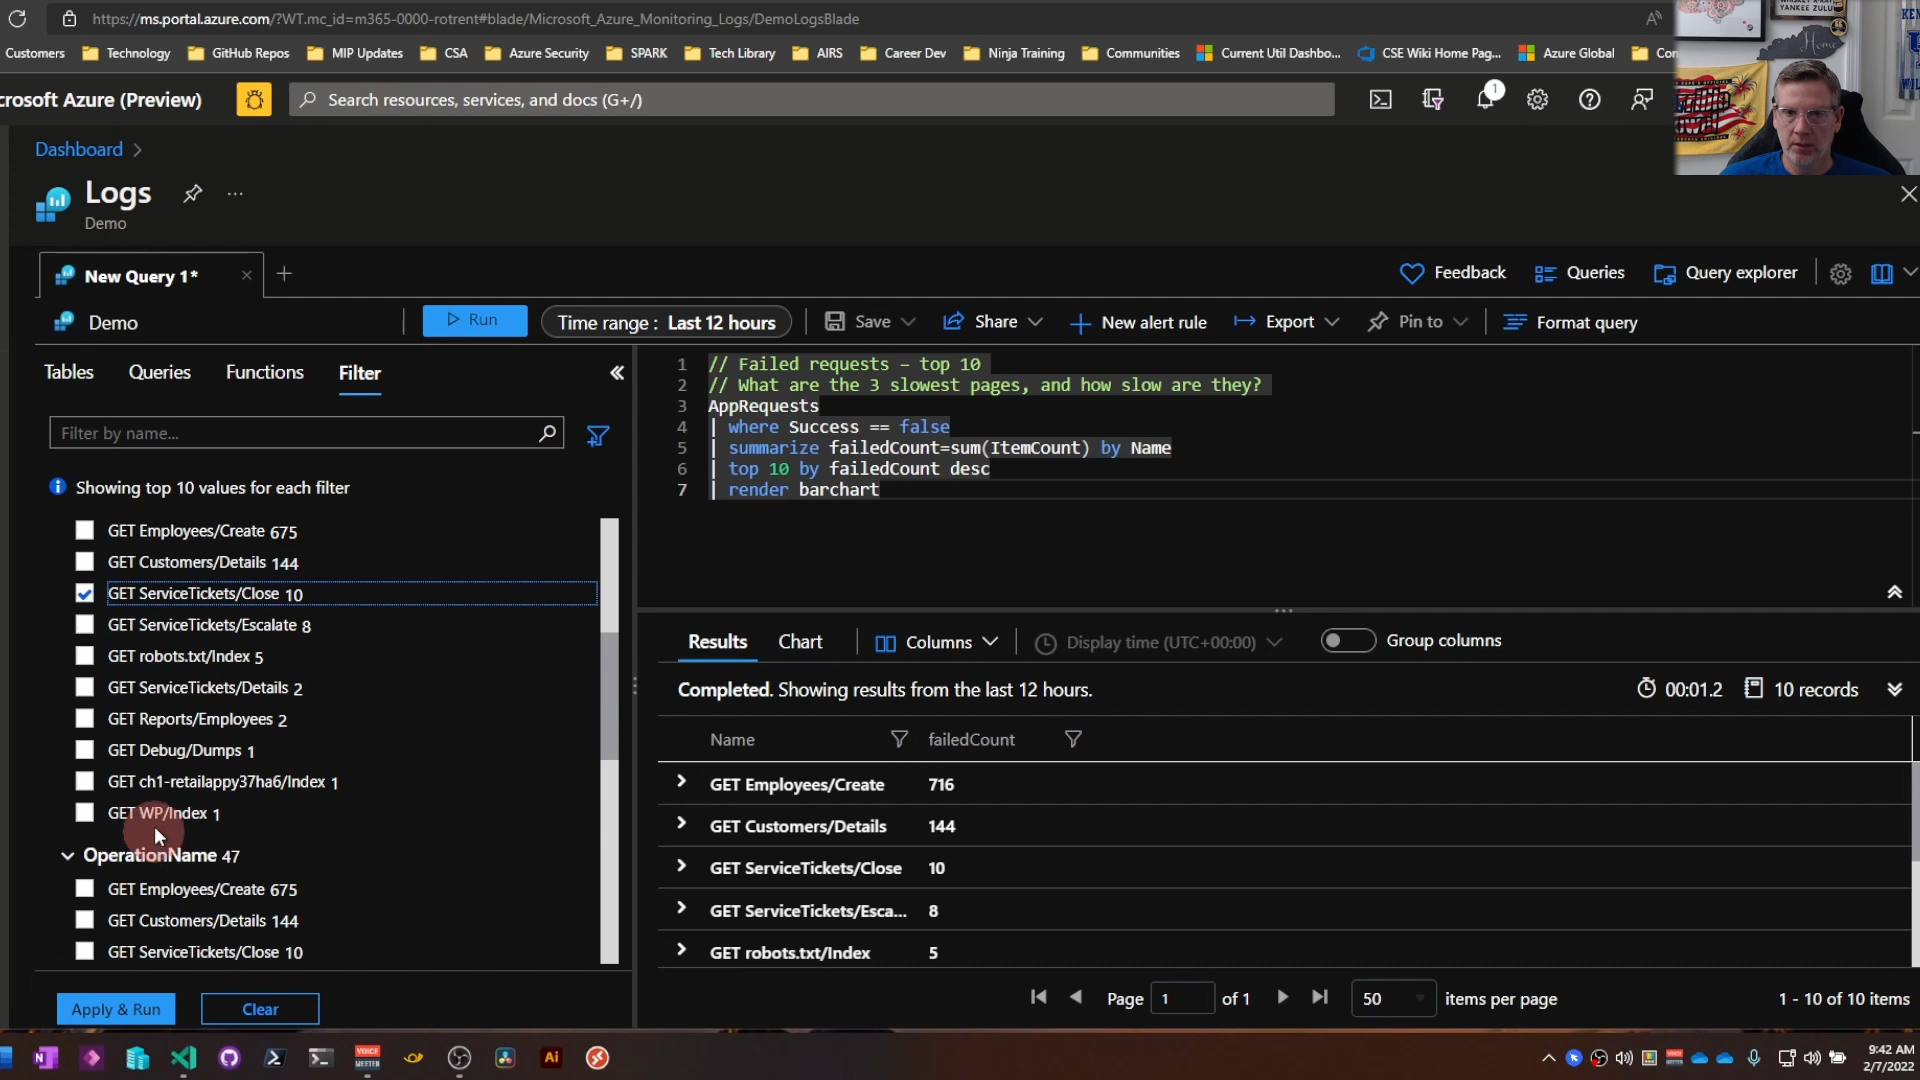 https://ms.portal.azure.com/?WT.mc_id=m365-0000-rotrent#blade/Microsoft_Azure_Monitoring_Logs/DemoLogsBlade
Customers Technology GitHub Repos MIP Updates CSA Azure Security SPARK Tech Library AIRS Career Dev Ninja Training Communities Current Util Dashbo... CSE Wiki Home Pag... Azure Global
crosoft Azure (Preview) Search resources, services, and docs (G+/) 1
Dashboard
Logs
Demo
New Query 1*
Feedback Queries Query explorer
Demo Run Time range : Last 12 hours Save Share New alert rule Export Pin to Format query
Tables Queries Functions Filter
Filter by name...
Showing top 10 values for each filter
GET Employees/Create 675
GET Customers/Details 144
GET ServiceTickets/Close 10
GET ServiceTickets/Escalate 8
GET robots.txt/Index 5
GET ServiceTickets/Details 2
GET Reports/Employees 2
GET Debug/Dumps 1
GET ch1-retailappy37ha6/Index 1
GET WP/Index 1
OperationName 47
GET Employees/Create 675
GET Customers/Details 144
GET ServiceTickets/Close 10
Apply & Run Clear
1 // Failed requests – top 10
2 // What are the 3 slowest pages, and how slow are they?
3 AppRequests
4 | where Success == false
5 | summarize failedCount=sum(ItemCount) by Name
6 | top 10 by failedCount desc
7 | render barchart
Results Chart Columns Display time (UTC+00:00) Group columns
Completed. Showing results from the last 12 hours. 00:01.2 10 records
Name failedCount
GET Employees/Create 716
GET Customers/Details 144
GET ServiceTickets/Close 10
GET ServiceTickets/Esca... 8
GET robots.txt/Index 5
Page 1 of 1 50 items per page 1 - 10 of 10 items
9:42 AM
2/7/2022